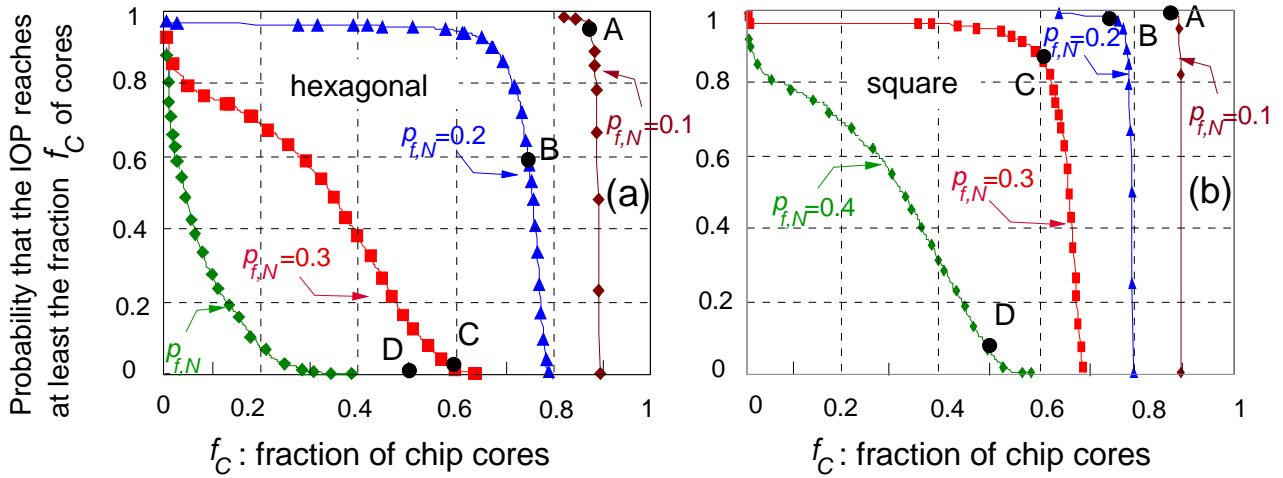 Probability that the IOP reaches
at least the fraction f_C of cores
1
0.8
0.6
0.4
0.2
0
0
0.2
0.4
0.6
0.8
1
hexagonal
A
p_f,N=0.1
p_f,N=0.2
B
(a)
p_f,N=0.3
C
D
p_f,N
f_C : fraction of chip cores
1
0.8
0.6
0.4
0.2
0
0
0.2
0.4
0.6
0.8
1
square
A
B
p_f,N=0.2
C
p_f,N=0.1
p_f,N=0.3
(b)
p_f,N=0.4
D
f_C : fraction of chip cores